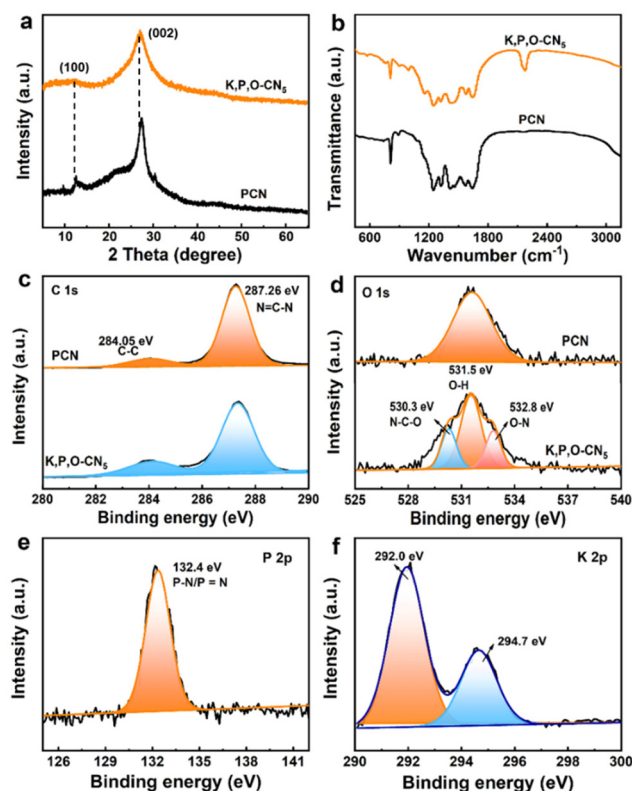 a
(100)
(002)
K,P,O-CN₅
PCN
Intensity (a.u.)
10 20 30 40 50 60
2 Theta (degree)
b
K,P,O-CN₅
PCN
Transmittance (a.u.)
600 1200 1800 2400 3000
Wavenumber (cm⁻¹)
c
C 1s
287.26 eV
N=C-N
284.05 eV
C-C
PCN
K,P,O-CN₅
Intensity (a.u.)
280 282 284 286 288 290
Binding energy (eV)
d
O 1s
PCN
531.5 eV
O-H
530.3 eV
N-C-O
532.8 eV
O-N
K,P,O-CN₅
Intensity (a.u.)
525 528 531 534 537 540
Binding energy (eV)
e
P 2p
132.4 eV
P-N/P = N
Intensity (a.u.)
126 129 132 135 138 141
Binding energy (eV)
f
K 2p
292.0 eV
294.7 eV
Intensity (a.u.)
290 292 294 296 298 300
Binding energy (eV)